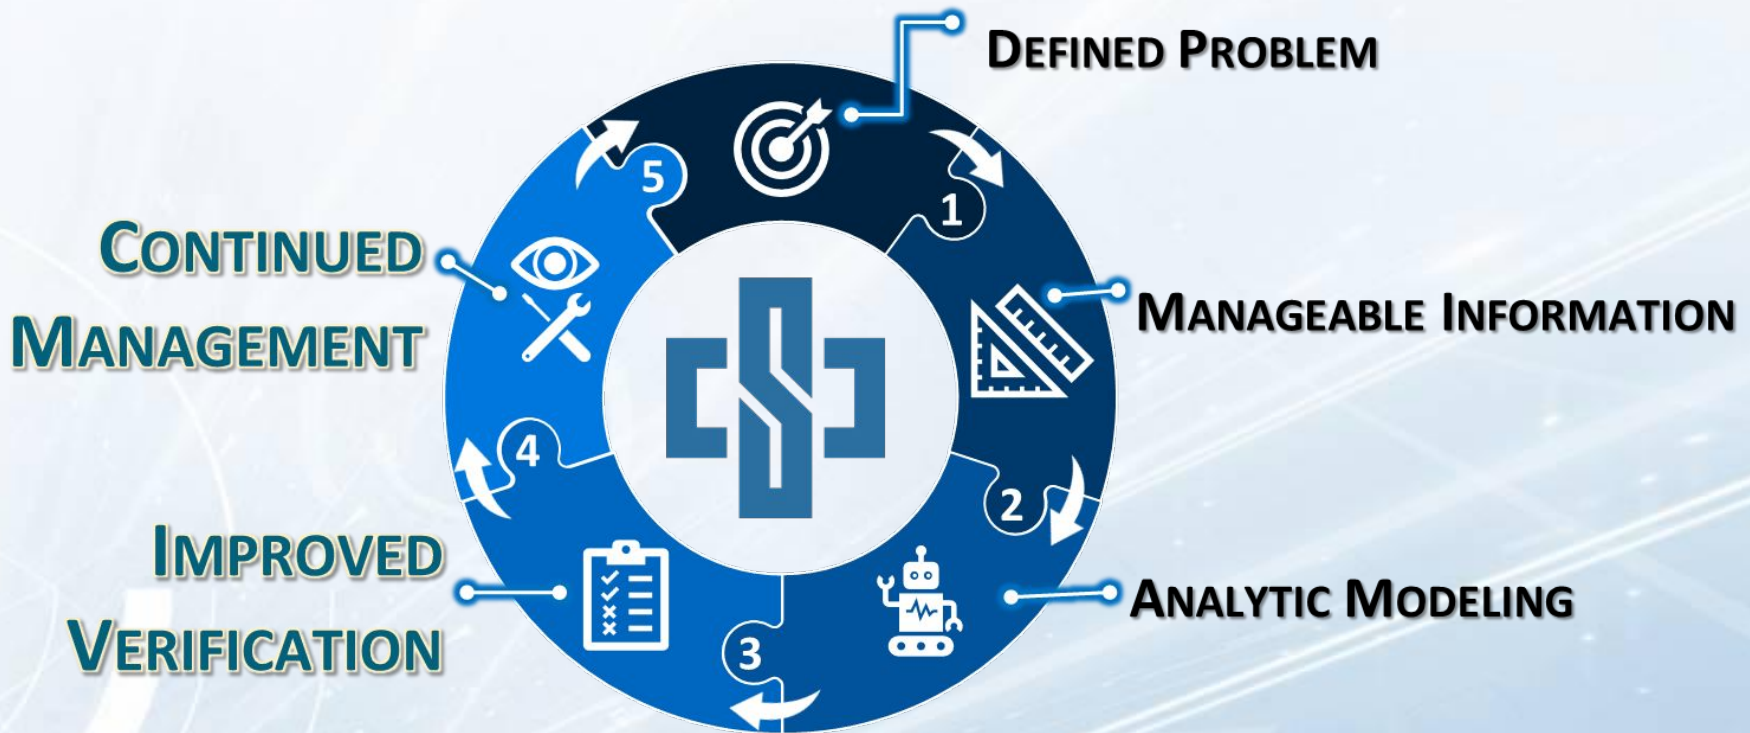 DEFINED PROBLEM
5
1
CONTINUED
MANAGEMENT
MANAGEABLE INFORMATION
4
2
IMPROVED
VERIFICATION
ANALYTIC MODELING
3